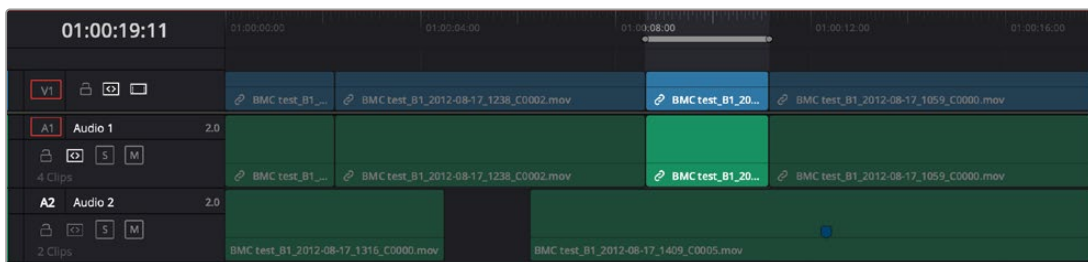 01:00:19:11
01:00:00:00 01:00:04:00 01:00:08:00 01:00:12:00 01:00:16:00
V1
BMC test_B1_... BMC test_B1_2012-08-17_1238_C0002.mov BMC test_B1_20... BMC test_B1_2012-08-17_1059_C0000.mov
A1 Audio 1 2.0
S M
4 Clips
BMC test_B1_... BMC test_B1_2012-08-17_1238_C0002.mov BMC test_B1_20... BMC test_B1_2012-08-17_1059_C0000.mov
A2 Audio 2 2.0
S M
2 Clips
BMC test_B1_2012-08-17_1316_C0000.mov BMC test_B1_2012-08-17_1409_C0005.mov